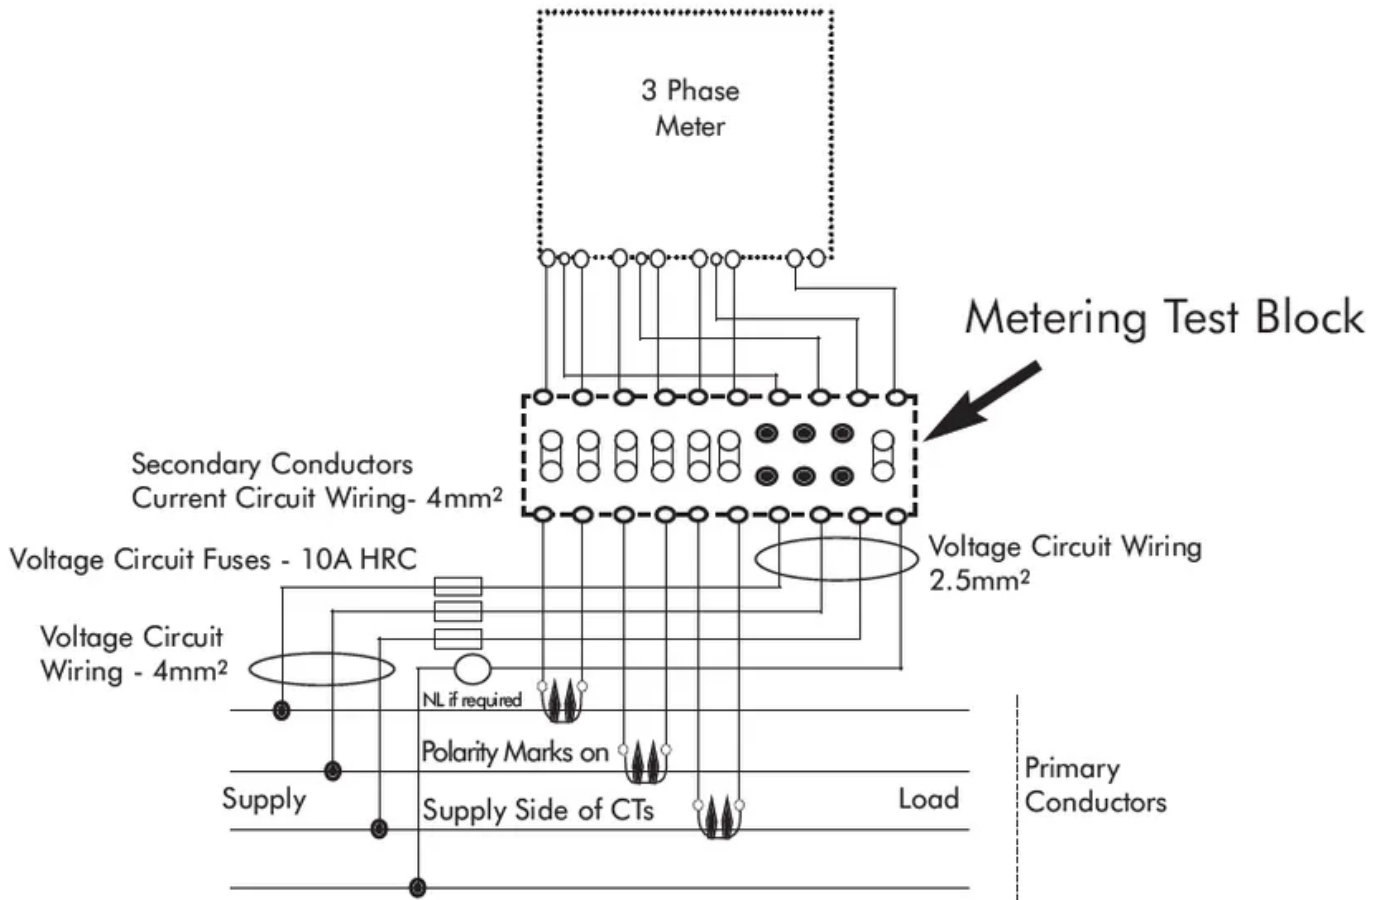 3 Phase
Meter
Metering Test Block
Secondary Conductors
Current Circuit Wiring- 4mm²
Voltage Circuit Fuses - 10A HRC
Voltage Circuit Wiring
2.5mm²
Voltage Circuit
Wiring - 4mm²
NL if required
Polarity Marks on
Supply
Supply Side of CTs
Load
Primary
Conductors